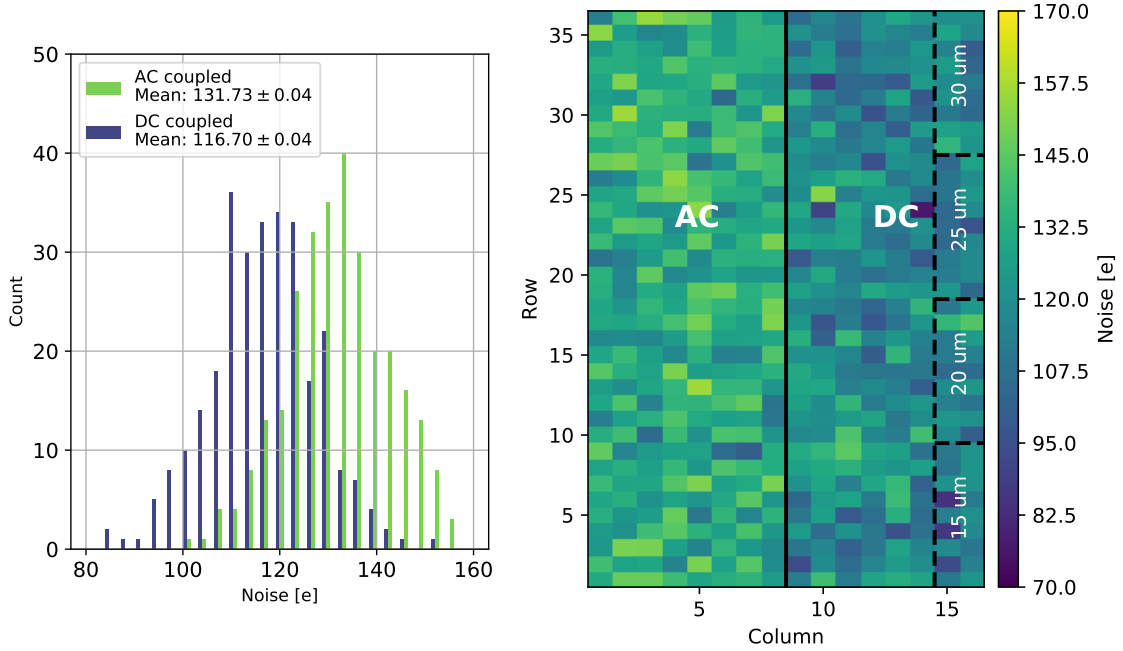 50
40
30
20
10
0
80
100
120
140
160
Count
Noise [e]
AC coupled
Mean: 131.73 ± 0.04
DC coupled
Mean: 116.70 ± 0.04
35
30
25
20
15
10
5
Row
5
10
15
Column
AC
DC
30 um
25 um
20 um
15 um
170.0
157.5
145.0
132.5
120.0
107.5
95.0
82.5
70.0
Noise [e]